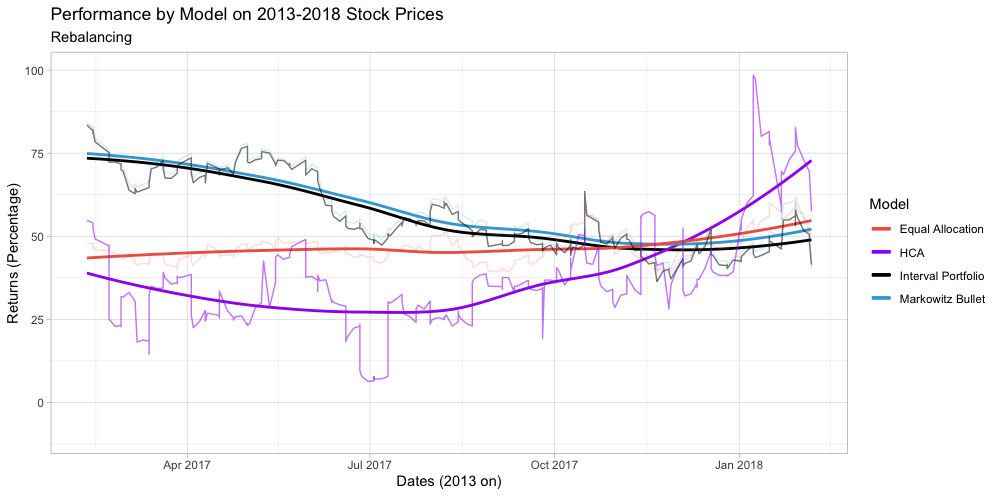 Performance by Model on 2013-2018 Stock Prices
Rebalancing
100
75
50
25
0
Returns (Percentage)
Apr 2017
Jul 2017
Oct 2017
Jan 2018
Dates (2013 on)
Model
Equal Allocation
HCA
Interval Portfolio
Markowitz Bullet